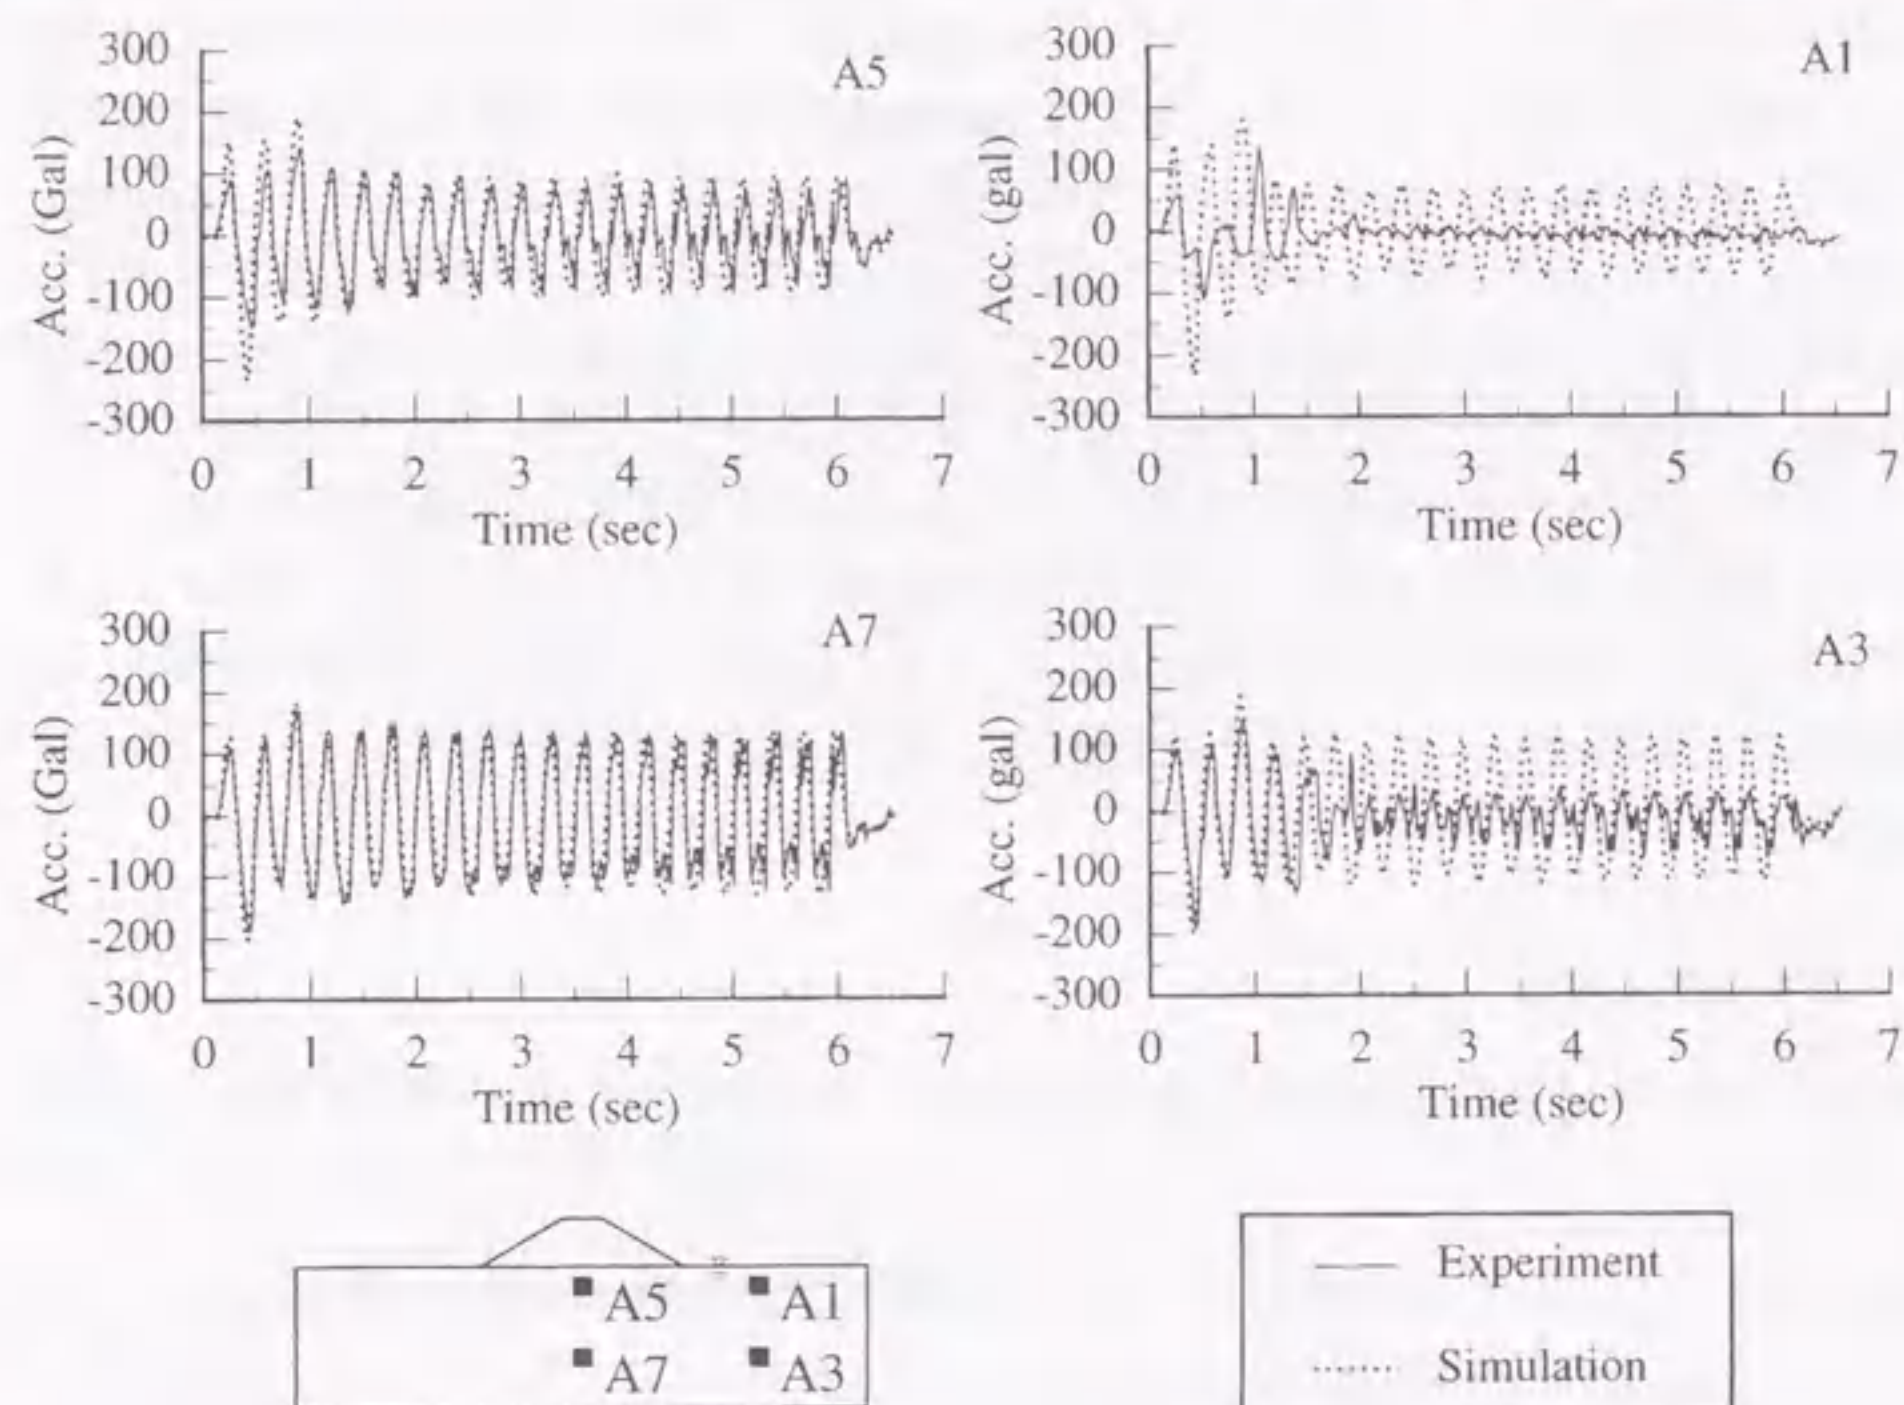 A5
300
200
100
0
-100
-200
-300
Acc. (Gal)
0 1 2 3 4 5 6 7
Time (sec)
A1
300
200
100
0
-100
-200
-300
Acc. (gal)
0 1 2 3 4 5 6 7
Time (sec)
A7
300
200
100
0
-100
-200
-300
Acc. (Gal)
0 1 2 3 4 5 6 7
Time (sec)
A3
300
200
100
0
-100
-200
-300
Acc. (gal)
0 1 2 3 4 5 6 7
Time (sec)
A5 A1
A7 A3
Experiment
Simulation